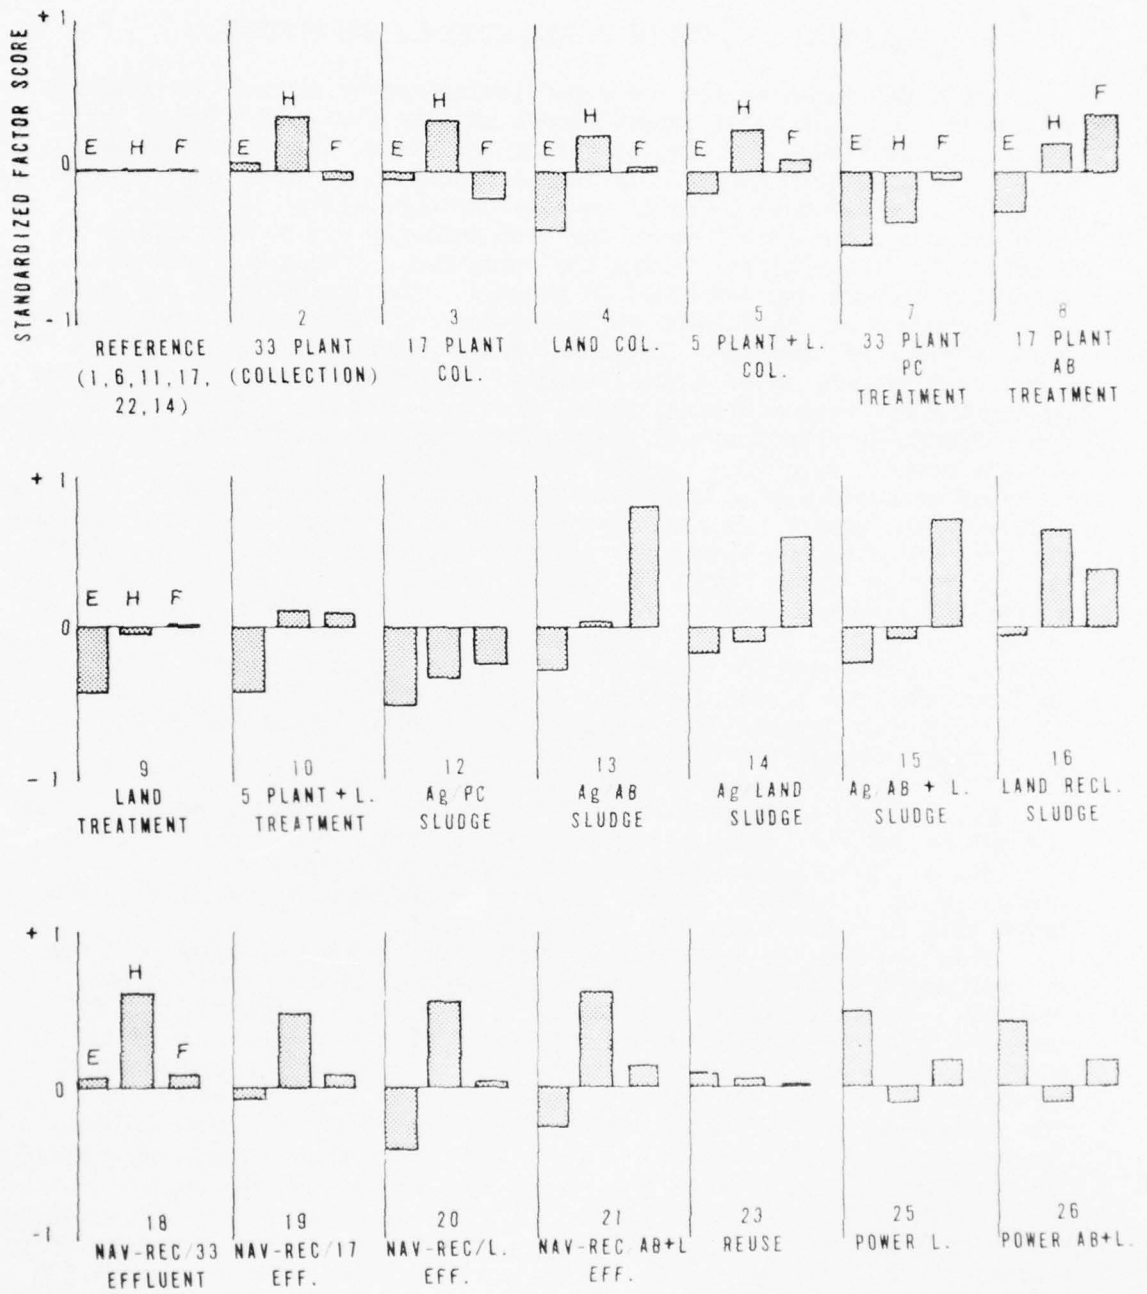 STANDARDIZED FACTOR SCORE
+ 1
0
- 1
E H F
E H F
E H F
E H F
E H F
E H F
E H F
REFERENCE
(1,6,11,17,
22,14)
2
33 PLANT
(COLLECTION)
3
17 PLANT
COL.
4
LAND COL.
5
5 PLANT + L.
COL.
7
33 PLANT
PC
TREATMENT
8
17 PLANT
AB
TREATMENT
+ 1
0
- 1
E H F
9
LAND
TREATMENT
10
5 PLANT + L.
TREATMENT
12
Ag/PC
SLUDGE
13
Ag/AB
SLUDGE
14
Ag LAND
SLUDGE
15
Ag/AB + L.
SLUDGE
16
LAND RECL.
SLUDGE
+ 1
0
-1
E H F
18
NAV-REC/33
EFFLUENT
19
NAV-REC/17
EFF.
20
NAV-REC/L.
EFF.
21
NAV-REC AB+L
EFF.
23
REUSE
25
POWER L.
26
POWER AB+L.